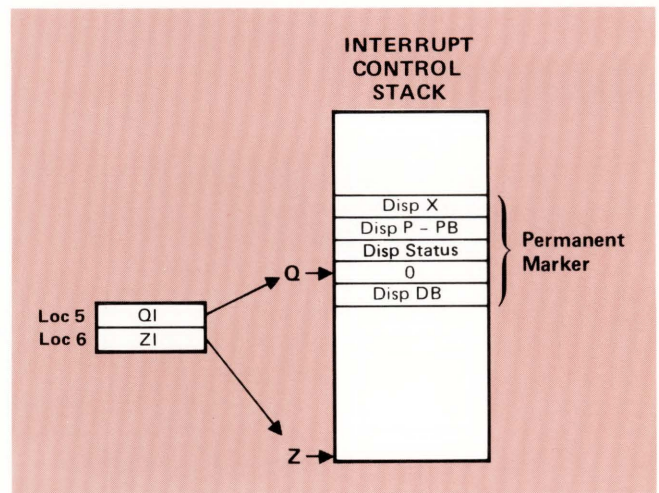 INTERRUPT
CONTROL
STACK
Disp X
Disp P – PB
Disp Status
Q
0
Disp DB
Permanent
Marker
Loc 5
QI
Loc 6
ZI
Z